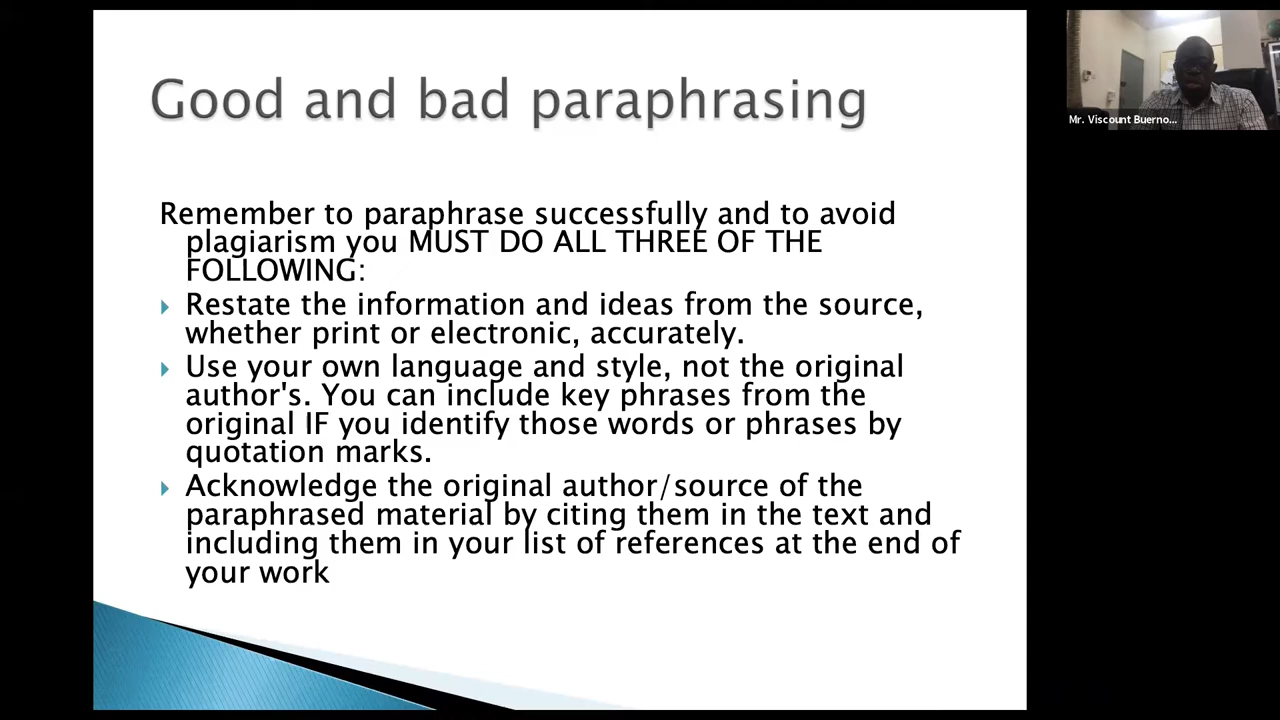 Good and bad paraphrasing
Remember to paraphrase successfully and to avoid
plagiarism you MUST DO ALL THREE OF THE
FOLLOWING:
Restate the information and ideas from the source,
whether print or electronic, accurately.
Use your own language and style, not the original
author's. You can include key phrases from the
original IF you identify those words or phrases by
quotation marks.
Acknowledge the original author/source of the
paraphrased material by citing them in the text and
including them in your list of references at the end of
your work
Mr. Viscount Buerno...